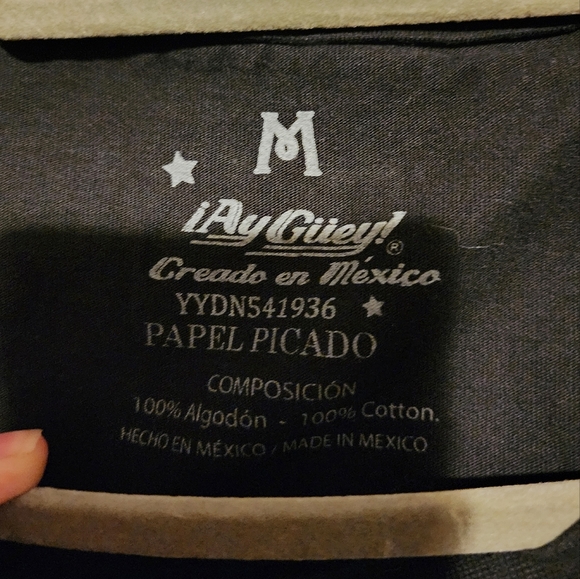 M
¡Ay Güey!®
Creado en México
YYDN541936
PAPEL PICADO
COMPOSICIÓN
100% Algodón - 100% Cotton.
HECHO EN MÉXICO / MADE IN MEXICO